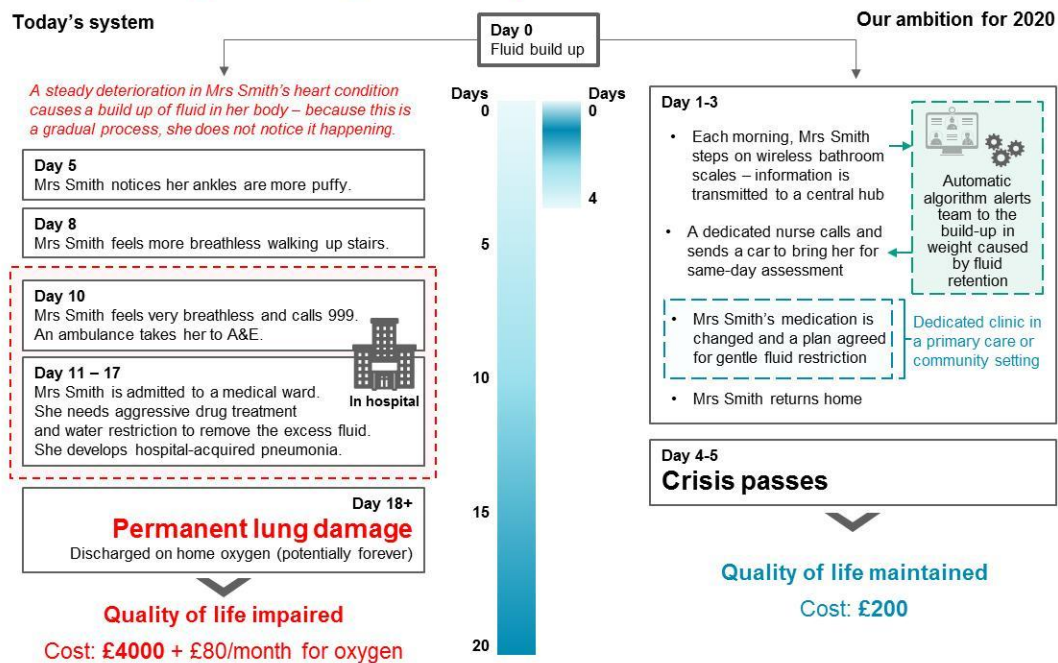 Today's system
Our ambition for 2020
Day 0
Fluid build up
A steady deterioration in Mrs Smith's heart condition
causes a build up of fluid in her body – because this is
a gradual process, she does not notice it happening.
Day 5
Mrs Smith notices her ankles are more puffy.
Day 8
Mrs Smith feels more breathless walking up stairs.
Day 10
Mrs Smith feels very breathless and calls 999.
An ambulance takes her to A&E.
Day 11 – 17
Mrs Smith is admitted to a medical ward.
She needs aggressive drug treatment
and water restriction to remove the excess fluid.
She develops hospital-acquired pneumonia.
In hospital
Day 18+
Permanent lung damage
Discharged on home oxygen (potentially forever)
Quality of life impaired
Cost: £4000 + £80/month for oxygen
Days
0
5
10
15
20
Days
0
4
Day 1-3
• Each morning, Mrs Smith
steps on wireless bathroom
scales – information is
transmitted to a central hub
• A dedicated nurse calls and
sends a car to bring her for
same-day assessment
• Mrs Smith's medication is
changed and a plan agreed
for gentle fluid restriction
• Mrs Smith returns home
Automatic
algorithm alerts
team to the
build-up in
weight caused
by fluid
retention
Dedicated clinic in
a primary care or
community setting
Day 4-5
Crisis passes
Quality of life maintained
Cost: £200